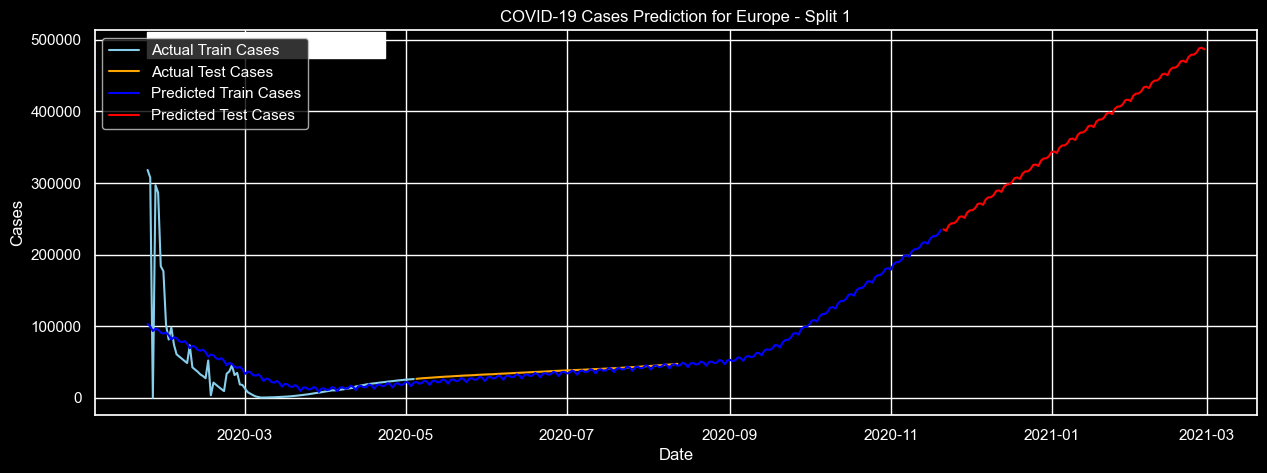 COVID-19 Cases Prediction for Europe - Split 1
500000
400000
300000
200000
100000
0
Cases
Actual Train Cases
Actual Test Cases
Predicted Train Cases
Predicted Test Cases
2020-03 2020-05 2020-07 2020-09 2020-11 2021-01 2021-03
Date